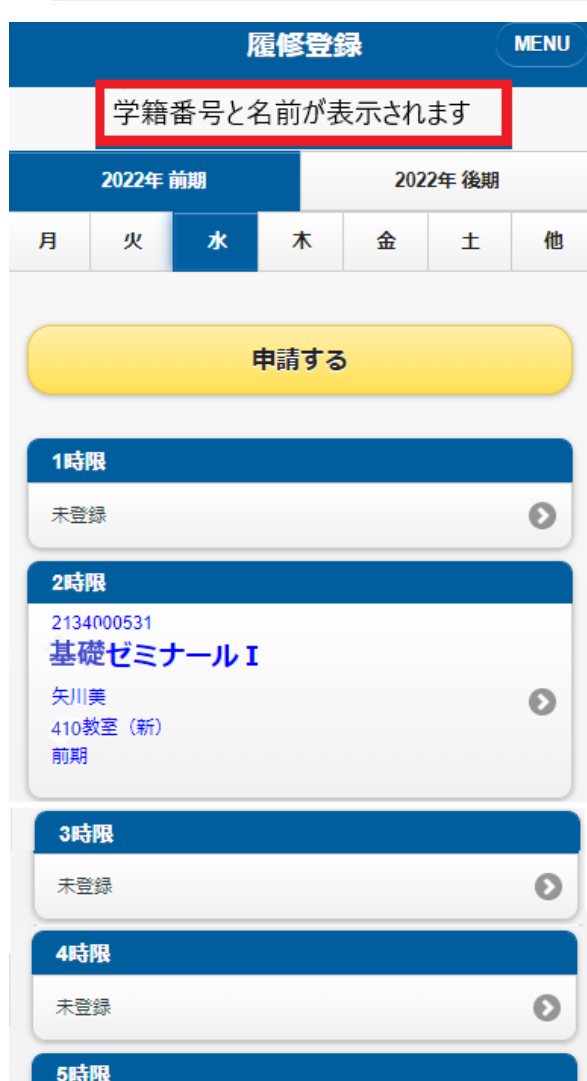 履修登録 MENU
学籍番号と名前が表示されます
2022年 前期 2022年 後期
月 火 水 木 金 土 他
申請する
1時限
未登録
2時限
2134000531
基礎ゼミナールⅠ
矢川美
410教室（新）
前期
3時限
未登録
4時限
未登録
5時限